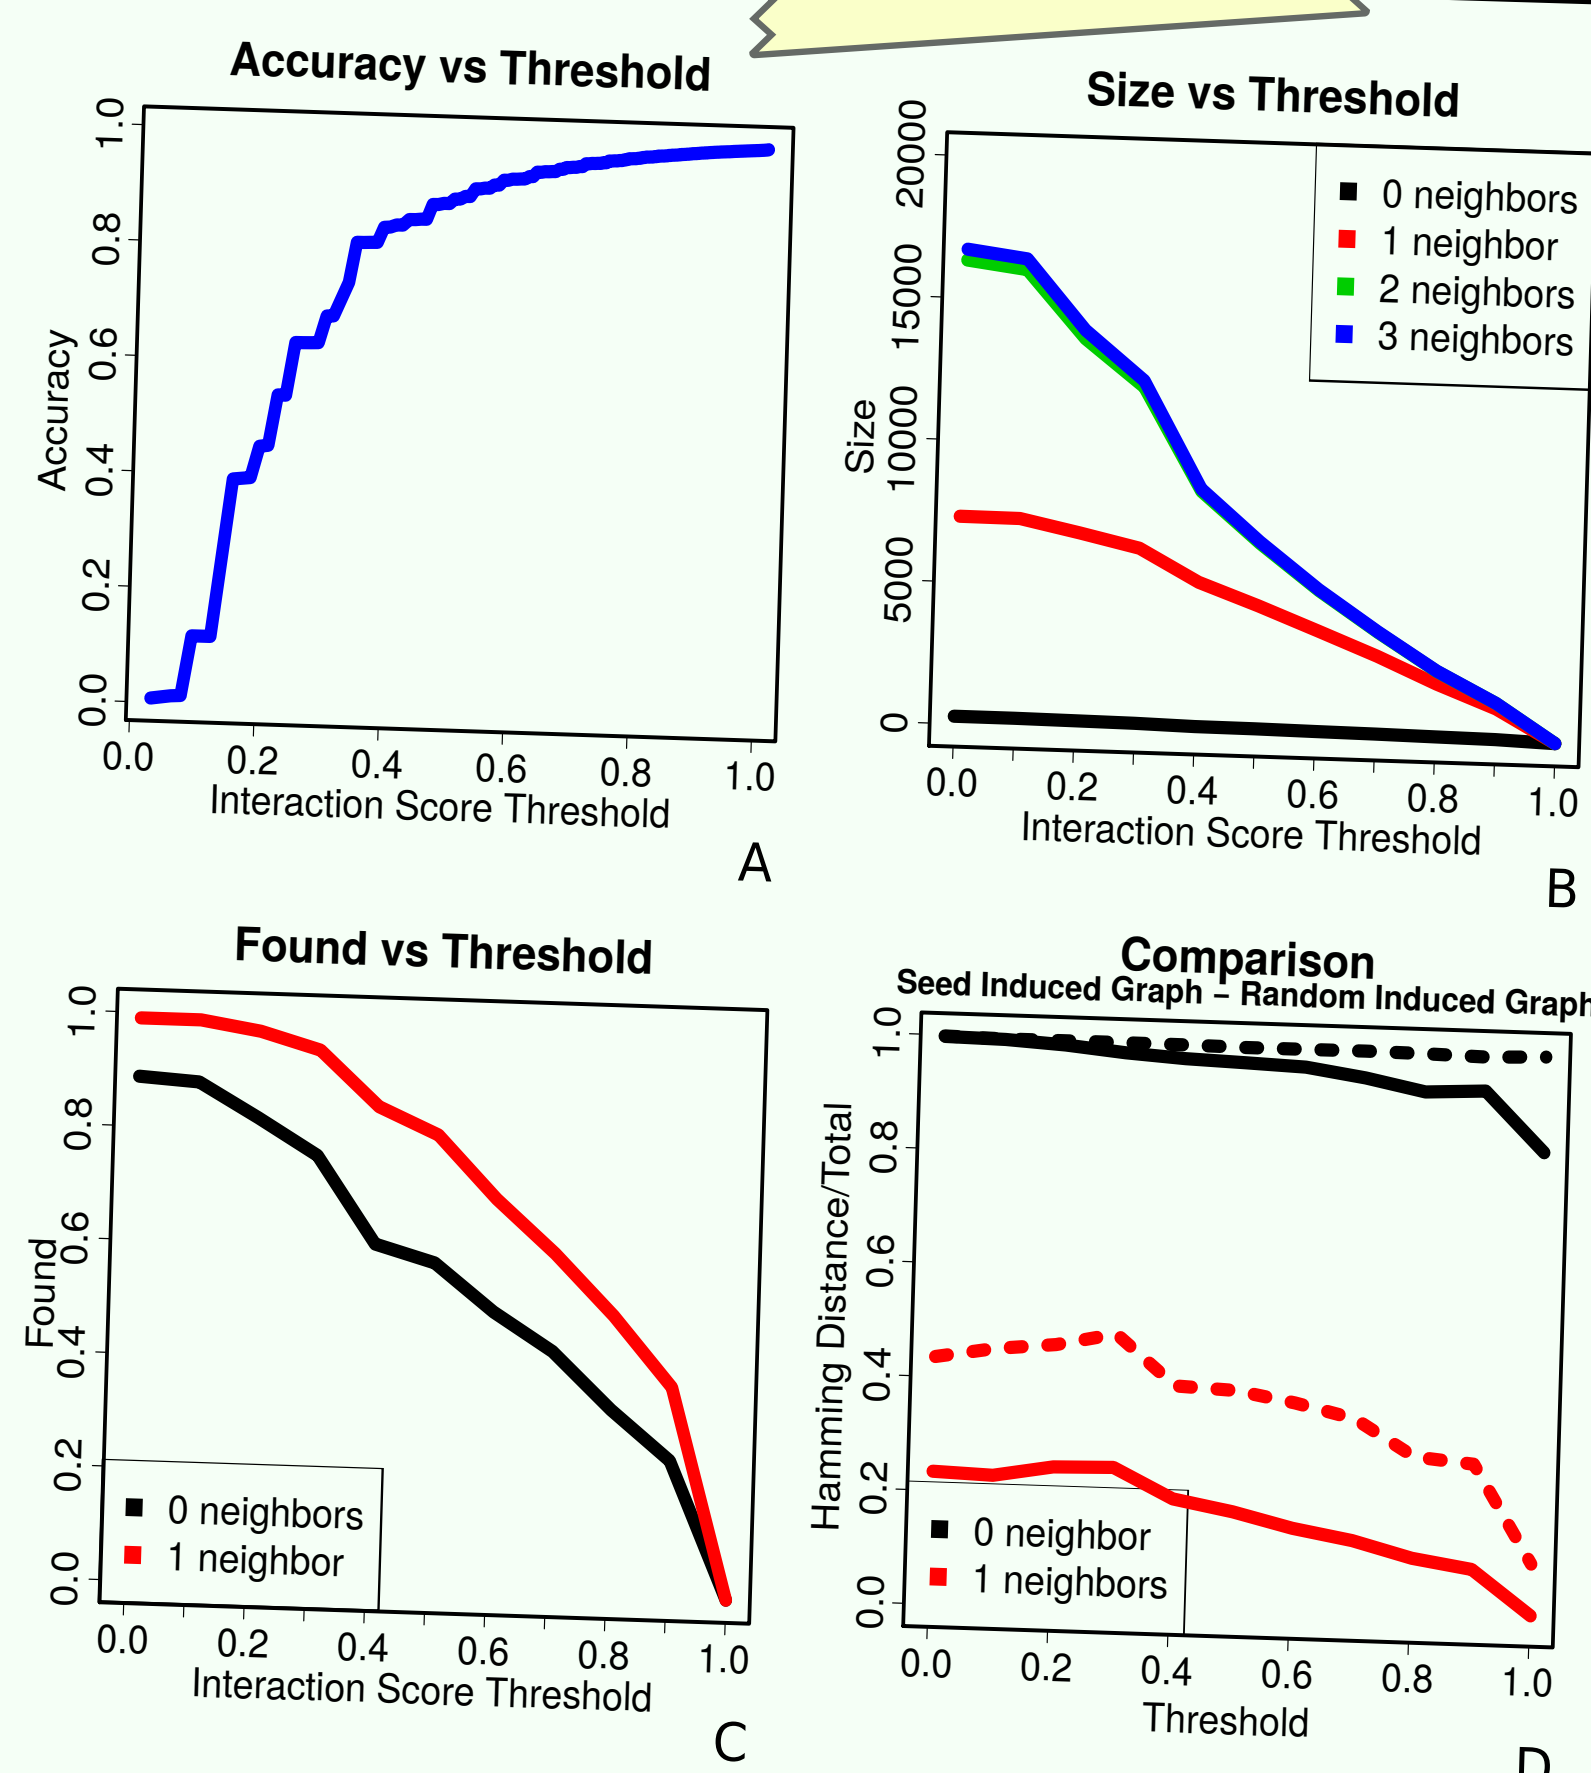 Accuracy vs Threshold
1.0
0.8
0.6
0.4
0.2
0.0
Accuracy
0.0 0.2 0.4 0.6 0.8 1.0
Interaction Score Threshold
A
Size vs Threshold
20000
15000
10000
5000
0
Size
0 neighbors
1 neighbor
2 neighbors
3 neighbors
0.0 0.2 0.4 0.6 0.8 1.0
Interaction Score Threshold
B
Found vs Threshold
1.0
0.8
0.6
0.4
0.2
0.0
Found
0 neighbors
1 neighbor
0.0 0.2 0.4 0.6 0.8 1.0
Interaction Score Threshold
C
Comparison
Seed Induced Graph – Random Induced Graph
1.0
0.8
0.6
0.4
0.2
0.0
Hamming Distance/Total
0 neighbor
1 neighbors
0.0 0.2 0.4 0.6 0.8 1.0
Threshold
D